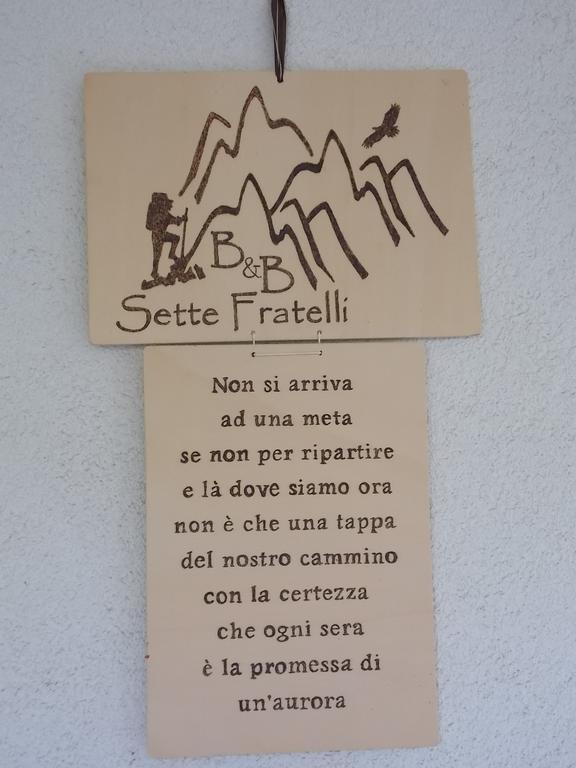 B
&
B
Sette Fratelli
Non si arriva
ad una meta
se non per ripartire
e là dove siamo ora
non è che una tappa
del nostro cammino
con la certezza
che ogni sera
è la promessa di
un'aurora